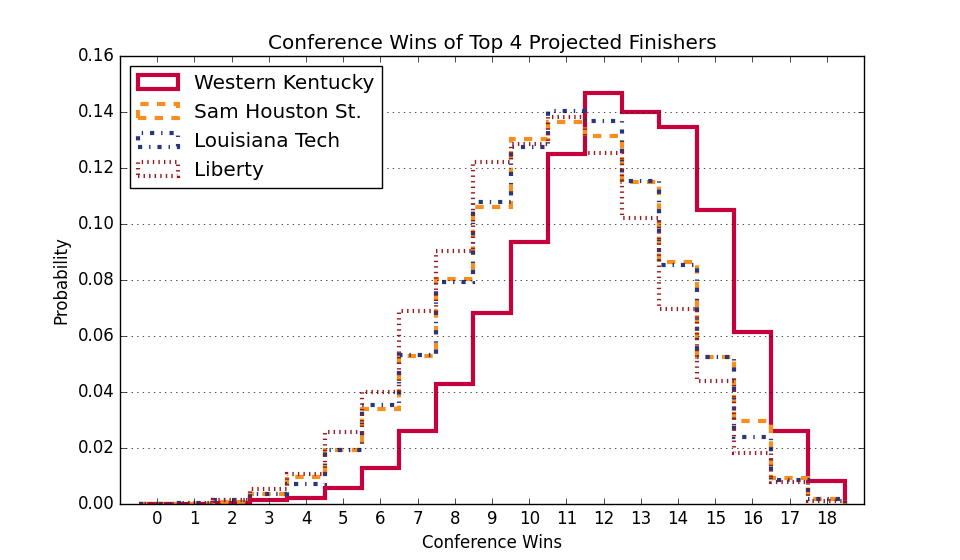 Conference Wins of Top 4 Projected Finishers
0.16
0.14
0.12
0.10
0.08
0.06
0.04
0.02
0.00
Probability
Western Kentucky
Sam Houston St.
Louisiana Tech
Liberty
0 1 2 3 4 5 6 7 8 9 10 11 12 13 14 15 16 17 18
Conference Wins